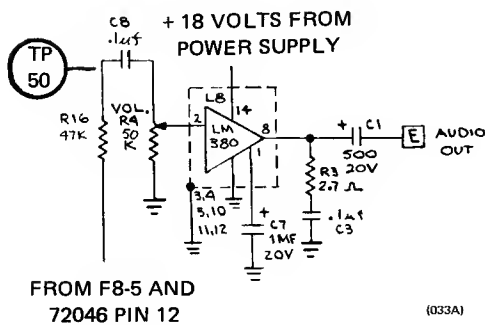 + 18 VOLTS FROM
POWER SUPPLY
C8
.1uf
TP
50
R16
47K
VOL.
R4
50
K
L8
14
2
LM
380
8
1
+
C1
500
20V
E
AUDIO
OUT
R3
2.7 Ω
.1uf
C3
3,4
5,10
11,12
+
C7
1MF
20V
FROM F8-5 AND
72046 PIN 12
(033A)